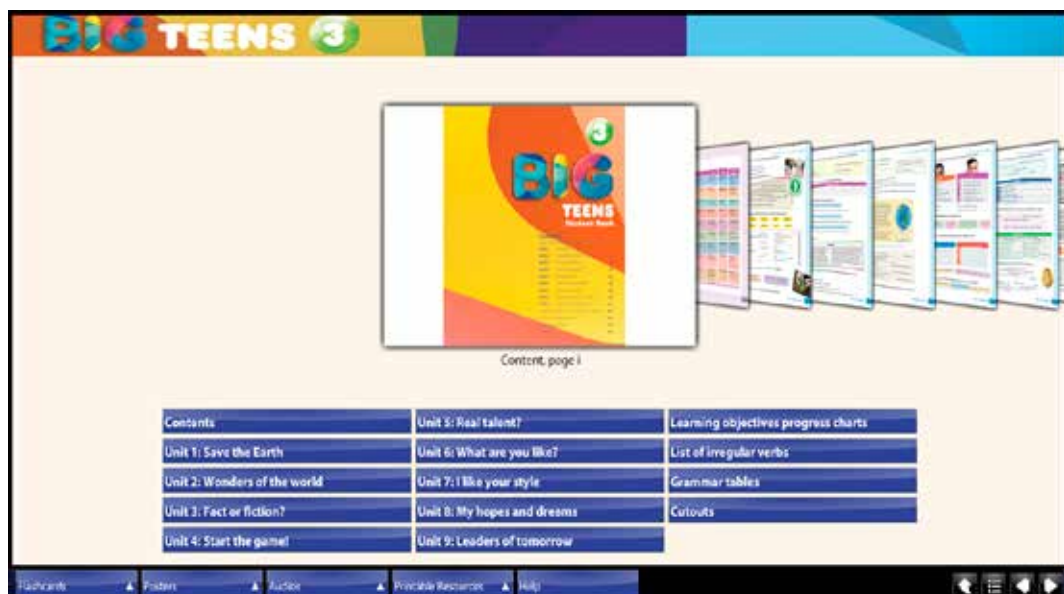 BIG TEENS 3
3
BIG
TEENS
Student Book
Content, page i
Contents
Unit 1: Save the Earth
Unit 2: Wonders of the world
Unit 3: Fact or fiction?
Unit 4: Start the game!
Unit 5: Real talent?
Unit 6: What are you like?
Unit 7: I like your style
Unit 8: My hopes and dreams
Unit 9: Leaders of tomorrow
Learning objectives progress charts
List of irregular verbs
Grammar tables
Cutouts
Flashcards
Posters
Audios
Printable Resources
Help